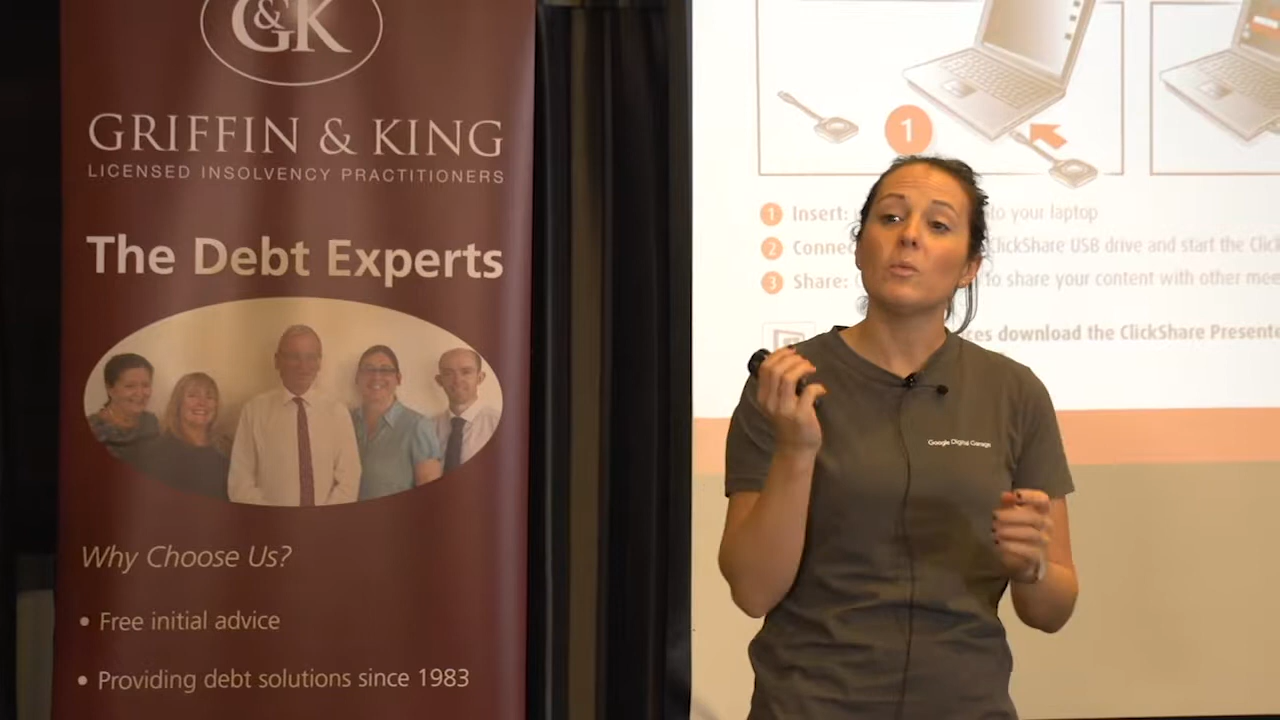 G&K
GRIFFIN & KING
LICENSED INSOLVENCY PRACTITIONERS
The Debt Experts
Why Choose Us?
• Free initial advice
• Providing debt solutions since 1983
1
1 Insert: to your laptop
2 Connec ClickShare USB drive and start the Click
3 Share: to share your content with other mee
ces download the ClickShare Presente
Google Digital Garage